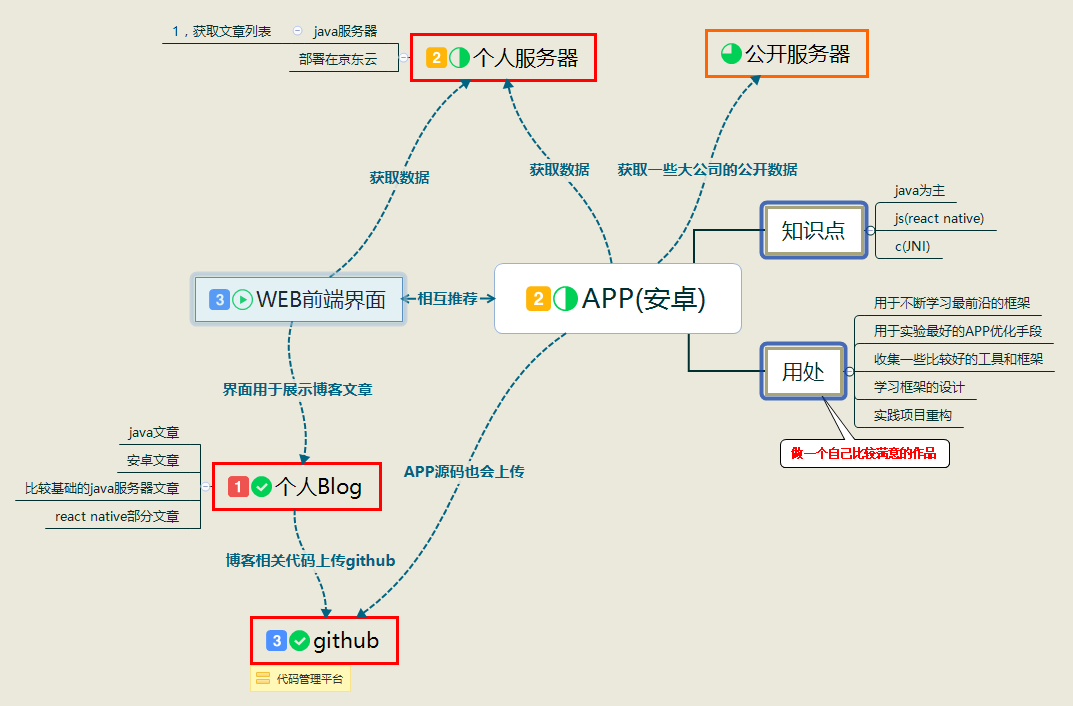 1，获取文章列表
java服务器
部署在京东云
2
个人服务器
公开服务器
获取数据
获取数据
获取一些大公司的公开数据
知识点
java为主
js(react native)
c(JNI)
3
WEB前端界面
相互推荐
2
APP(安卓)
用处
用于不断学习最前沿的框架
用于实验最好的APP优化手段
收集一些比较好的工具和框架
学习框架的设计
实践项目重构
做一个自己比较满意的作品
界面用于展示博客文章
java文章
安卓文章
比较基础的java服务器文章
react native部分文章
1
个人Blog
APP源码也会上传
博客相关代码上传github
3
github
代码管理平台